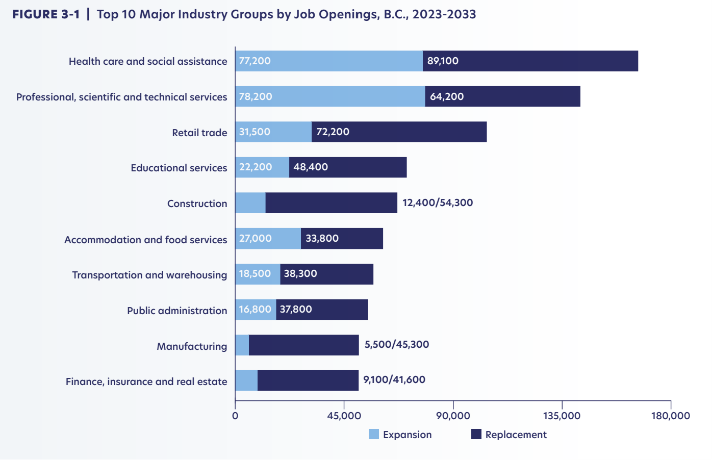 FIGURE 3-1 | Top 10 Major Industry Groups by Job Openings, B.C., 2023-2033
Health care and social assistance 77,200 89,100
Professional, scientific and technical services 78,200 64,200
Retail trade 31,500 72,200
Educational services 22,200 48,400
Construction 12,400/54,300
Accommodation and food services 27,000 33,800
Transportation and warehousing 18,500 38,300
Public administration 16,800 37,800
Manufacturing 5,500/45,300
Finance, insurance and real estate 9,100/41,600
0 45,000 90,000 135,000 180,000
Expansion Replacement